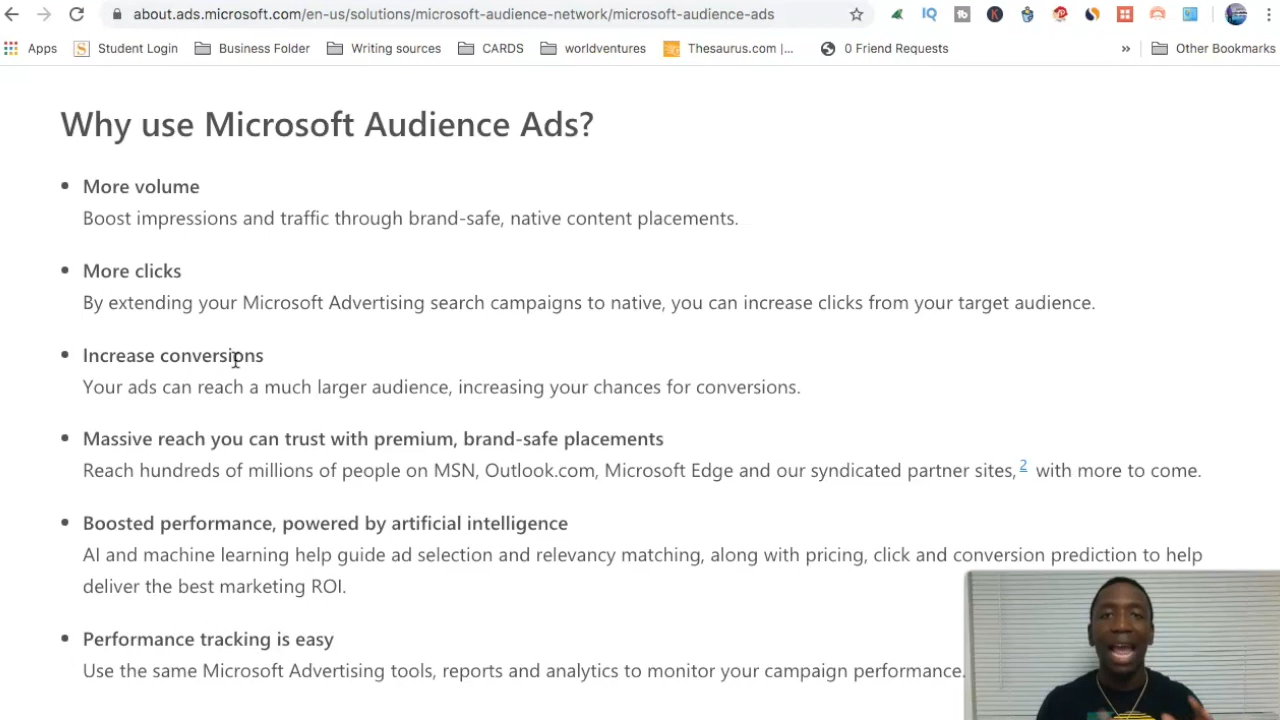 about.ads.microsoft.com/en-us/solutions/microsoft-audience-network/microsoft-audience-ads
Apps Student Login Business Folder Writing sources CARDS worldventures Thesaurus.com |... 0 Friend Requests » Other Bookmarks
Why use Microsoft Audience Ads?
• More volume
Boost impressions and traffic through brand-safe, native content placements.
• More clicks
By extending your Microsoft Advertising search campaigns to native, you can increase clicks from your target audience.
• Increase conversions
Your ads can reach a much larger audience, increasing your chances for conversions.
• Massive reach you can trust with premium, brand-safe placements
Reach hundreds of millions of people on MSN, Outlook.com, Microsoft Edge and our syndicated partner sites,2 with more to come.
• Boosted performance, powered by artificial intelligence
AI and machine learning help guide ad selection and relevancy matching, along with pricing, click and conversion prediction to help
deliver the best marketing ROI.
• Performance tracking is easy
Use the same Microsoft Advertising tools, reports and analytics to monitor your campaign performance.